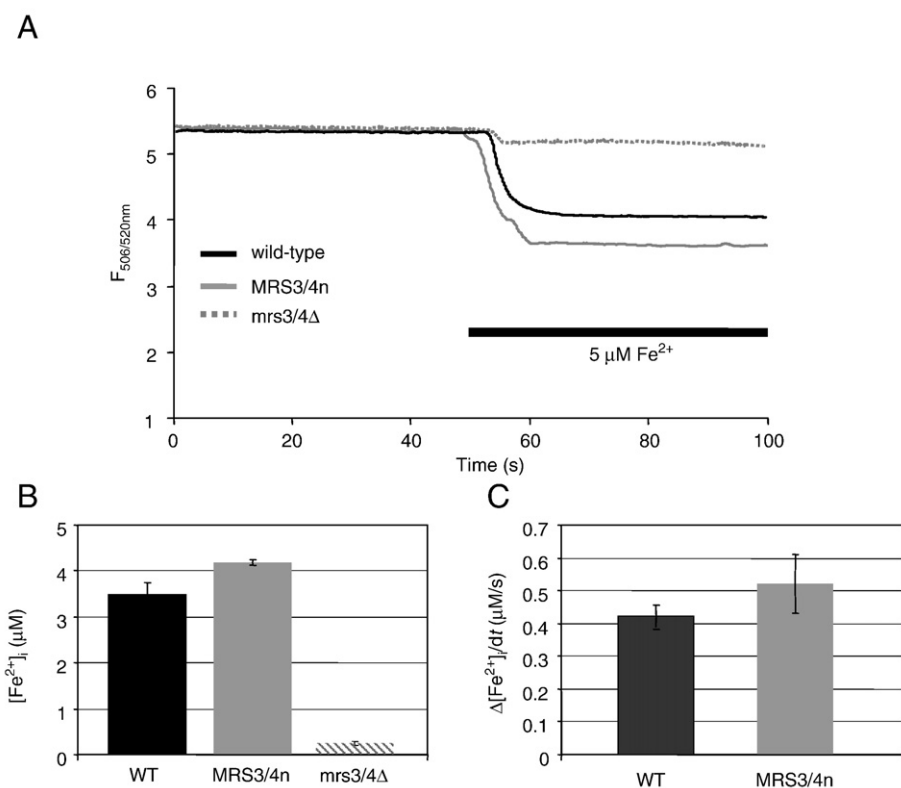 A
6
5
4
3
2
1
F506/520nm
wild-type
MRS3/4n
mrs3/4Δ
5 μM Fe²⁺
0
20
40
60
80
100
Time (s)
B
5
4
3
2
1
0
[Fe²⁺]i (μM)
WT
MRS3/4n
mrs3/4Δ
C
0.7
0.6
0.5
0.4
0.3
0.2
0.1
0
Δ[Fe²⁺]i/dt (μM/s)
WT
MRS3/4n